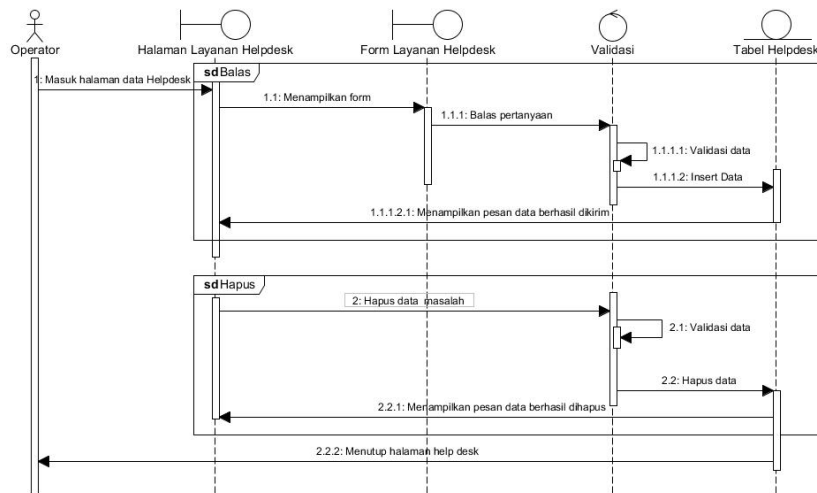 Operator
Halaman Layanan Helpdesk
Form Layanan Helpdesk
Validasi
Tabel Helpdesk
sd Balas
1: Masuk halaman data Helpdesk
1.1: Menampilkan form
1.1.1: Balas pertanyaan
1.1.1.1: Validasi data
1.1.1.2: Insert Data
1.1.1.2.1: Menampilkan pesan data berhasil dikirim
sd Hapus
2: Hapus data masalah
2.1: Validasi data
2.2: Hapus data
2.2.1: Menampilkan pesan data berhasil dihapus
2.2.2: Menutup halaman help desk